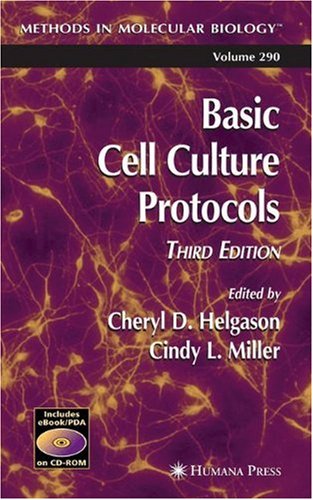 METHODS IN MOLECULAR BIOLOGY™
Volume 290
Basic
Cell Culture
Protocols
THIRD EDITION
Edited by
Cheryl D. Helgason
Cindy L. Miller
Includes
eBook/PDA
on CD-ROM
HUMANA PRESS